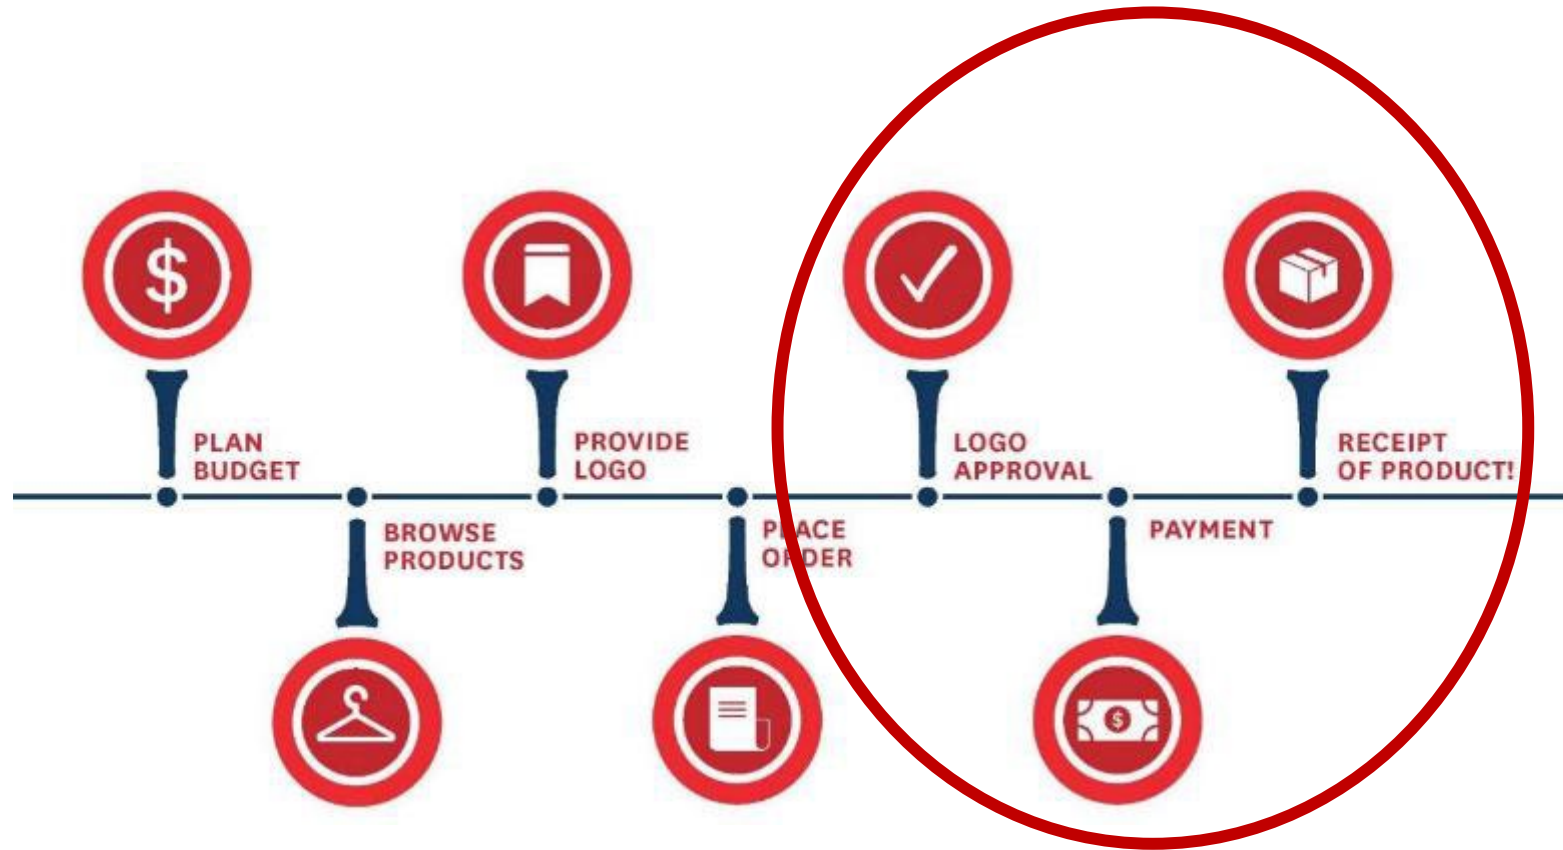 $
PLAN
BUDGET
BROWSE
PRODUCTS
PROVIDE
LOGO
PLACE
ORDER
LOGO
APPROVAL
PAYMENT
$
RECEIPT
OF PRODUCT!